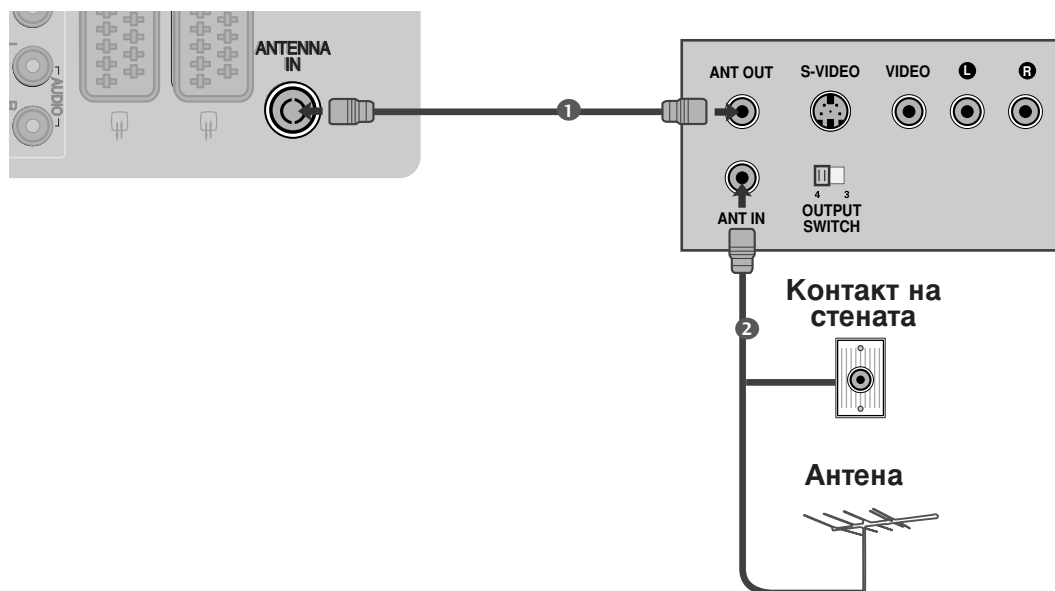 ANTENNA
IN
AUDIO
R
1
ANT OUT
S-VIDEO
VIDEO
L
R
4
3
ANT IN
OUTPUT
SWITCH
Контакт на
стената
2
Антена